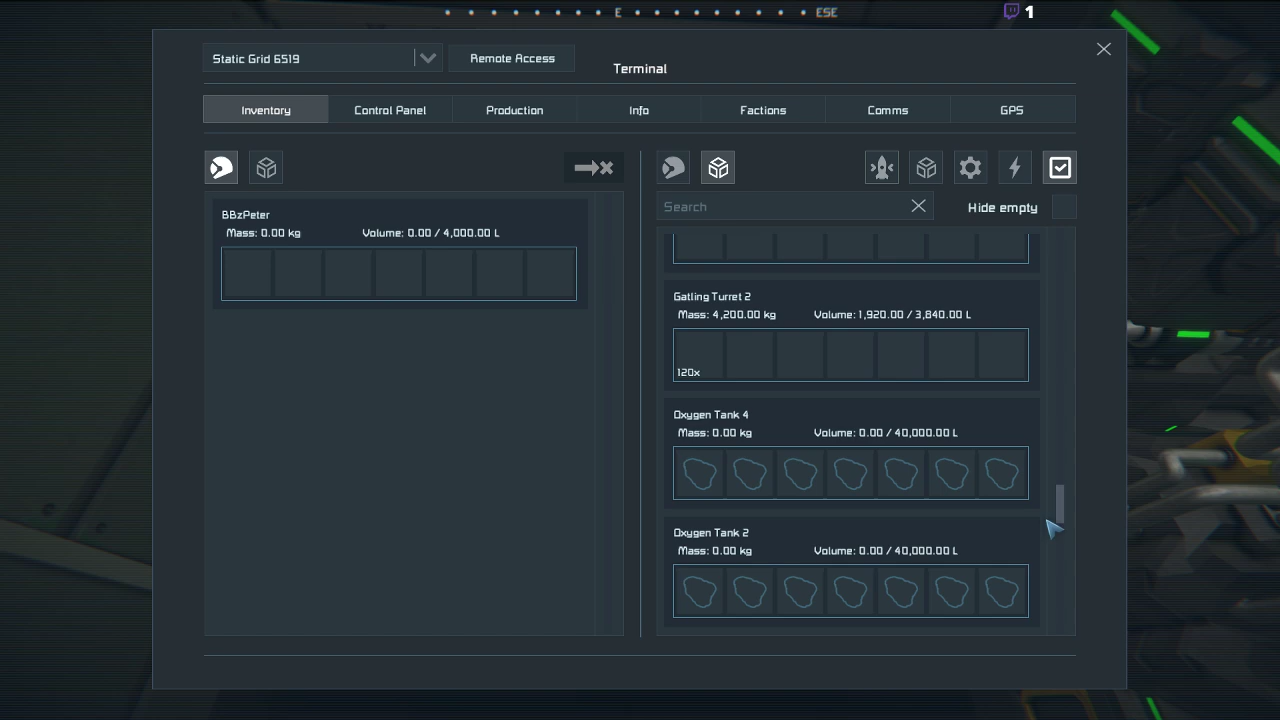 E
ESE
1
Static Grid 6519
Remote Access
Terminal
Inventory
Control Panel
Production
Info
Factions
Comms
GPS
BBzPeter
Mass: 0.00 kg
Volume: 0.00 / 4,000.00 L
Search
Hide empty
Gatling Turret 2
Mass: 4,200.00 kg
Volume: 1,920.00 / 3,840.00 L
120x
Oxygen Tank 4
Mass: 0.00 kg
Volume: 0.00 / 40,000.00 L
Oxygen Tank 2
Mass: 0.00 kg
Volume: 0.00 / 40,000.00 L